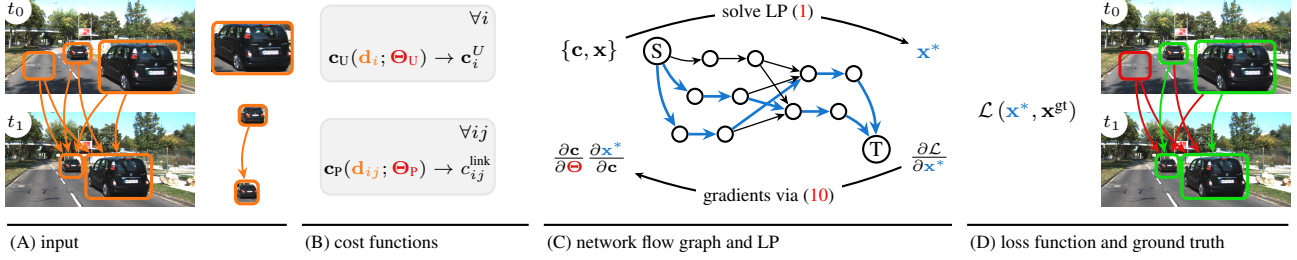 t₀
t₁
(A) input
∀i
c_U(d_i; Θ_U) → c_i^U
∀ij
c_P(d_ij; Θ_P) → c_ij^link
(B) cost functions
solve LP (1)
{c, x}
S
x*
T
∂c/∂Θ ∂x*/∂c
∂L/∂x*
gradients via (10)
(C) network flow graph and LP
L (x*, x^gt)
t₀
t₁
(D) loss function and ground truth